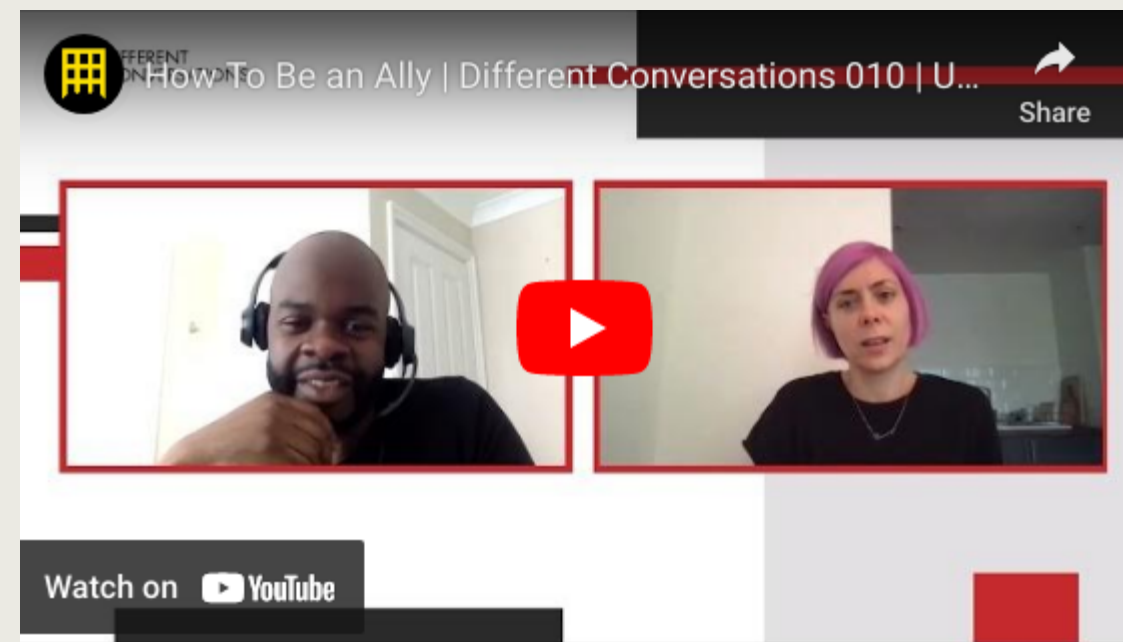 How To Be an Ally | Different Conversations 010 | U...
Share
Watch on YouTube